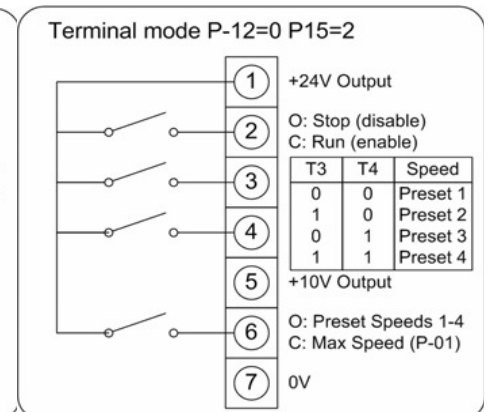 Terminal mode P-12=0 P15=2
1 +24V Output
2 O: Stop (disable)
C: Run (enable)
3 T3 T4 Speed
0 0 Preset 1
1 0 Preset 2
4 0 1 Preset 3
1 1 Preset 4
5 +10V Output
6 O: Preset Speeds 1-4
C: Max Speed (P-01)
7 0V